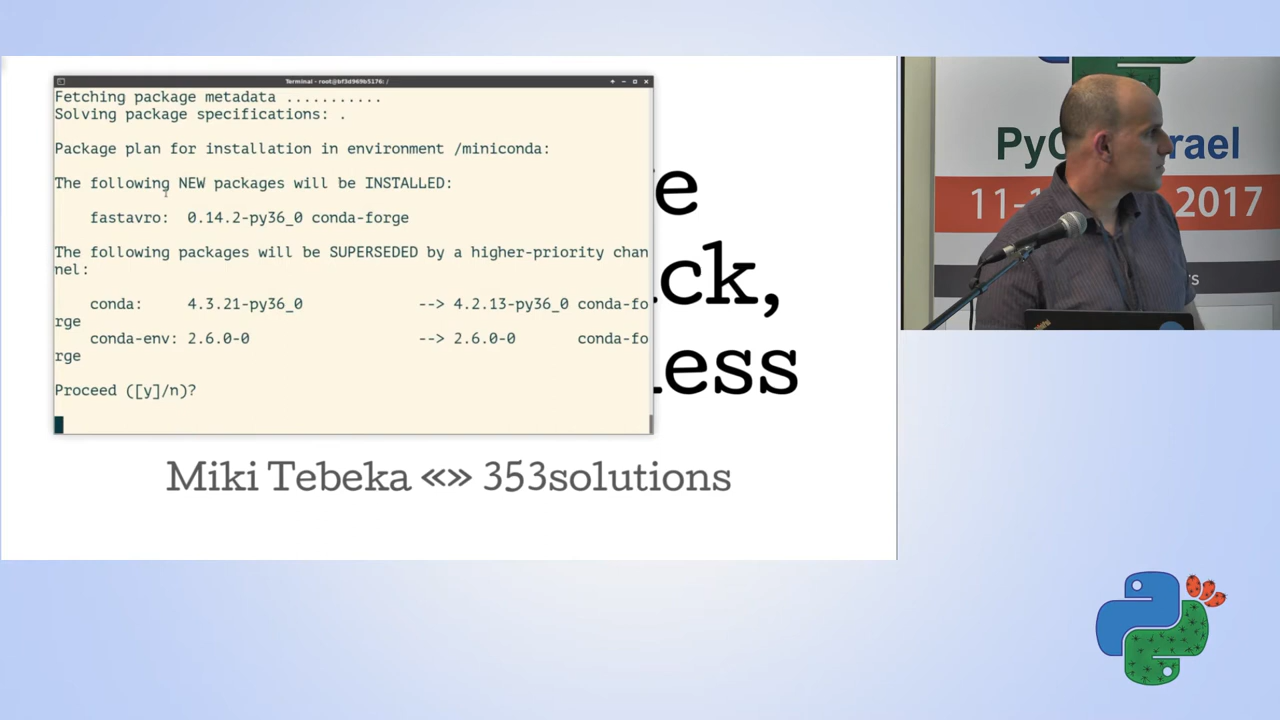 Terminal - root@bf3d969b5176: /
Fetching package metadata ...........
Solving package specifications: .
Package plan for installation in environment /miniconda:
The following NEW packages will be INSTALLED:
fastavro: 0.14.2-py36_0 conda-forge
The following packages will be SUPERSEDED by a higher-priority chan
nel:
conda: 4.3.21-py36_0 --> 4.2.13-py36_0 conda-fo
rge
conda-env: 2.6.0-0 --> 2.6.0-0 conda-fo
rge
Proceed ([y]/n)?
e
ck,
ess
Miki Tebeka «» 353solutions
PyC rael
11-1 2017
rs